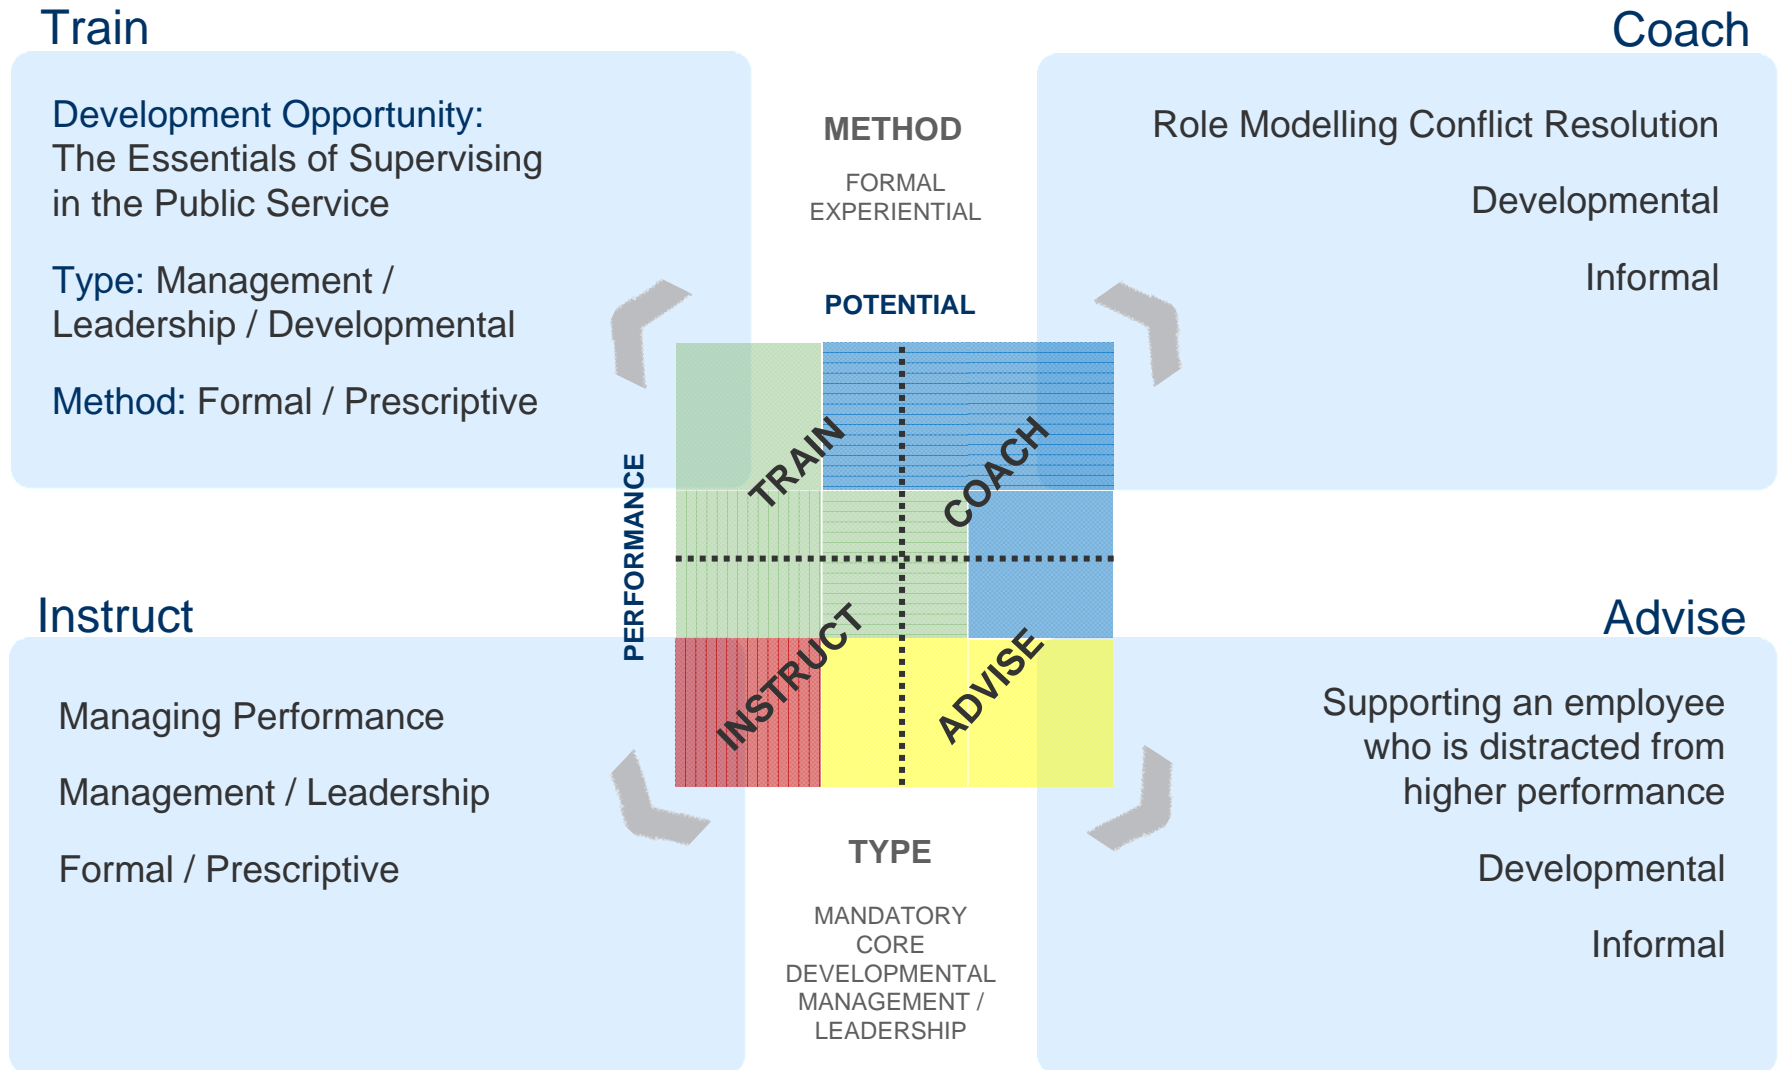 Train
Development Opportunity:
The Essentials of Supervising
in the Public Service
Type: Management /
Leadership / Developmental
Method: Formal / Prescriptive
METHOD
FORMAL
EXPERIENTIAL
Coach
Role Modelling Conflict Resolution
Developmental
Informal
POTENTIAL
PERFORMANCE
TRAIN
COACH
INSTRUCT
ADVISE
Instruct
Managing Performance
Management / Leadership
Formal / Prescriptive
TYPE
MANDATORY
CORE
DEVELOPMENTAL
MANAGEMENT /
LEADERSHIP
Advise
Supporting an employee
who is distracted from
higher performance
Developmental
Informal